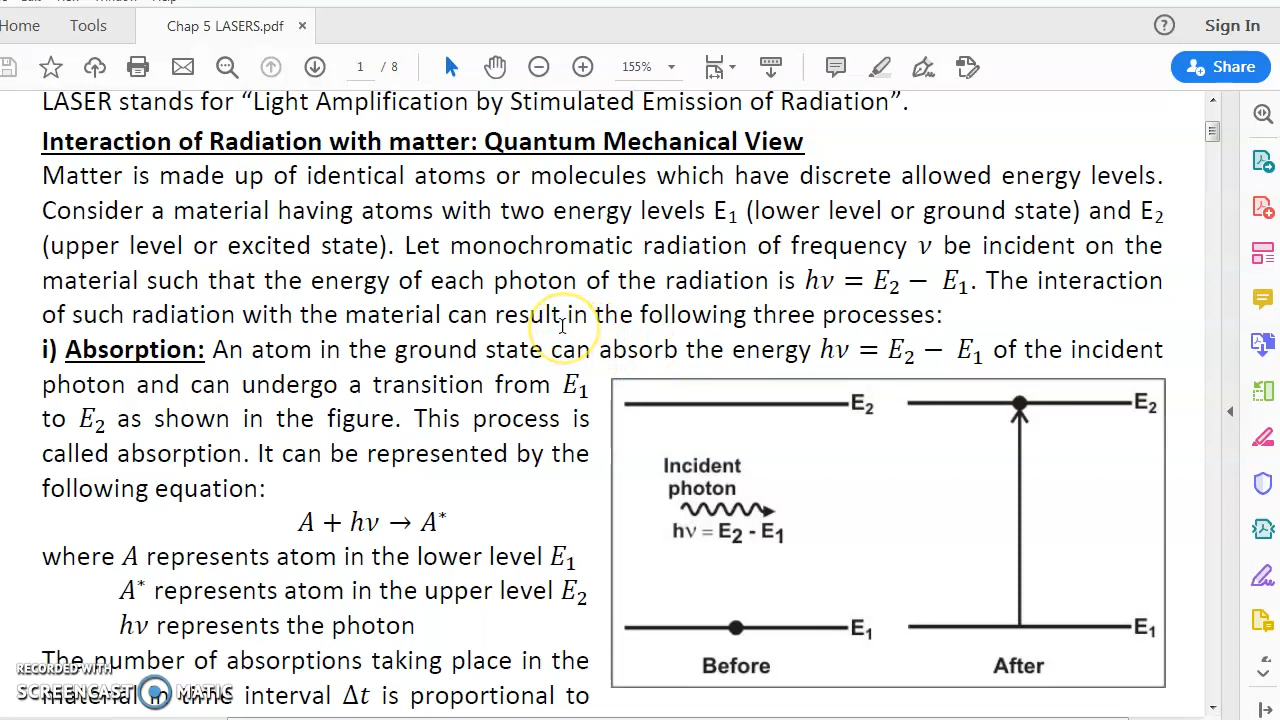 Home Tools Chap 5 LASERS.pdf × Sign In
1 / 8 155% Share
LASER stands for “Light Amplification by Stimulated Emission of Radiation”.
Interaction of Radiation with matter: Quantum Mechanical View
Matter is made up of identical atoms or molecules which have discrete allowed energy levels.
Consider a material having atoms with two energy levels E₁ (lower level or ground state) and E₂
(upper level or excited state). Let monochromatic radiation of frequency ν be incident on the
material such that the energy of each photon of the radiation is hν = E₂ − E₁. The interaction
of such radiation with the material can result in the following three processes:
i) Absorption: An atom in the ground state can absorb the energy hν = E₂ − E₁ of the incident
photon and can undergo a transition from E₁
to E₂ as shown in the figure. This process is
called absorption. It can be represented by the
following equation:
A + hν → A*
where A represents atom in the lower level E₁
A* represents atom in the upper level E₂
hν represents the photon
The number of absorptions taking place in the
material in time interval Δt is proportional to
E₂ E₂
Incident
photon
hν = E₂ - E₁
E₁ E₁
Before After
RECORDED WITH
SCREENCAST MATIC